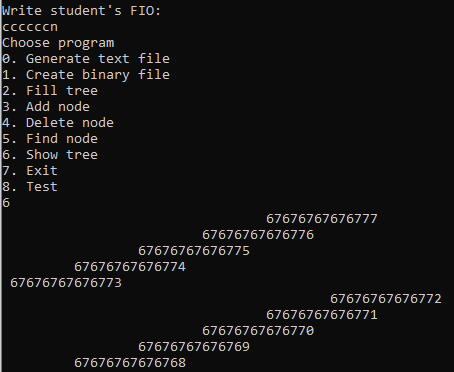 Write student's FIO:
ccccccn
Choose program
0. Generate text file
1. Create binary file
2. Fill tree
3. Add node
4. Delete node
5. Find node
6. Show tree
7. Exit
8. Test
6
67676767676777
67676767676776
67676767676775
67676767676774
67676767676773
67676767676772
67676767676771
67676767676770
67676767676769
67676767676768